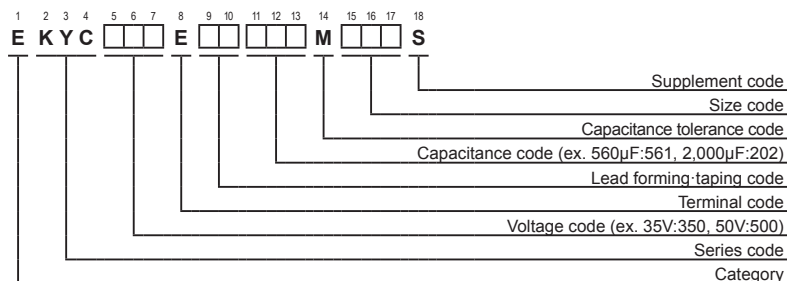 1 2 3 4 5 6 7 8 9 10 11 12 13 14 15 16 17 18
E K Y C E M S
Supplement code
Size code
Capacitance tolerance code
Capacitance code (ex. 560µF:561, 2,000µF:202)
Lead forming·taping code
Terminal code
Voltage code (ex. 35V:350, 50V:500)
Series code
Category